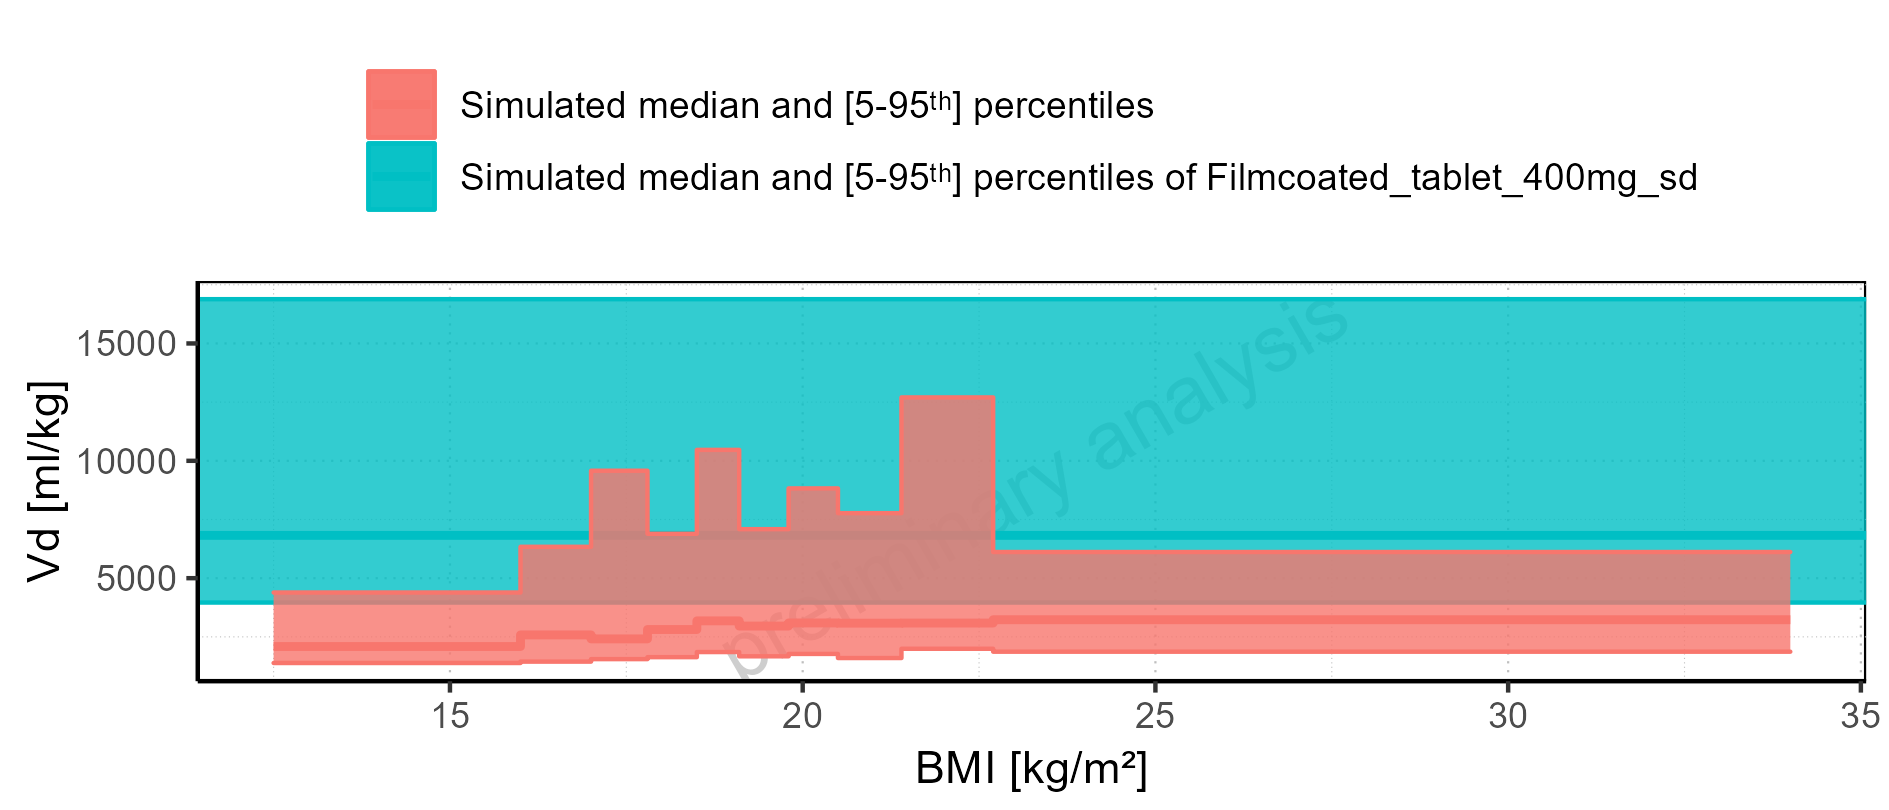 Simulated median and [5-95ᵗʰ] percentiles
Simulated median and [5-95ᵗʰ] percentiles of Filmcoated_tablet_400mg_sd
15000
10000
5000
Vd [ml/kg]
preliminary analysis
15 20 25 30 35
BMI [kg/m²]